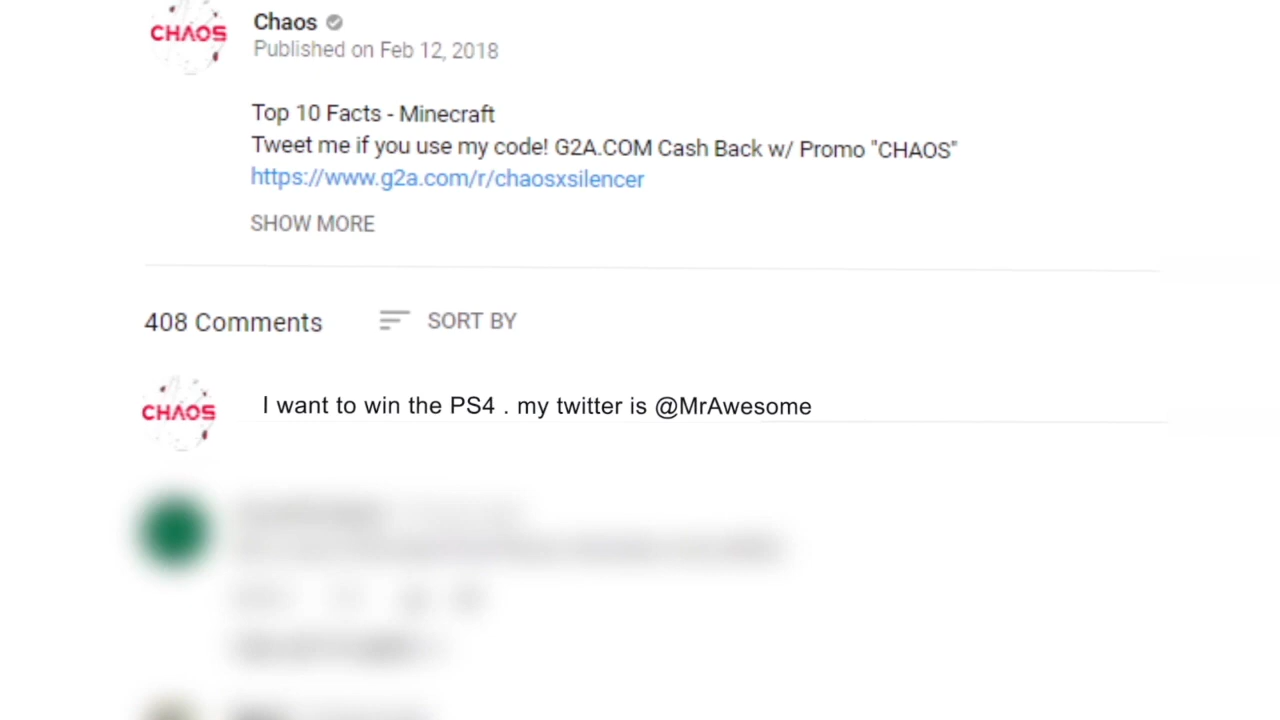 CHAOS
Chaos
Published on Feb 12, 2018
Top 10 Facts - Minecraft
Tweet me if you use my code! G2A.COM Cash Back w/ Promo "CHAOS"
https://www.g2a.com/r/chaosxsilencer
SHOW MORE
408 Comments
SORT BY
CHAOS
I want to win the PS4 . my twitter is @MrAwesome